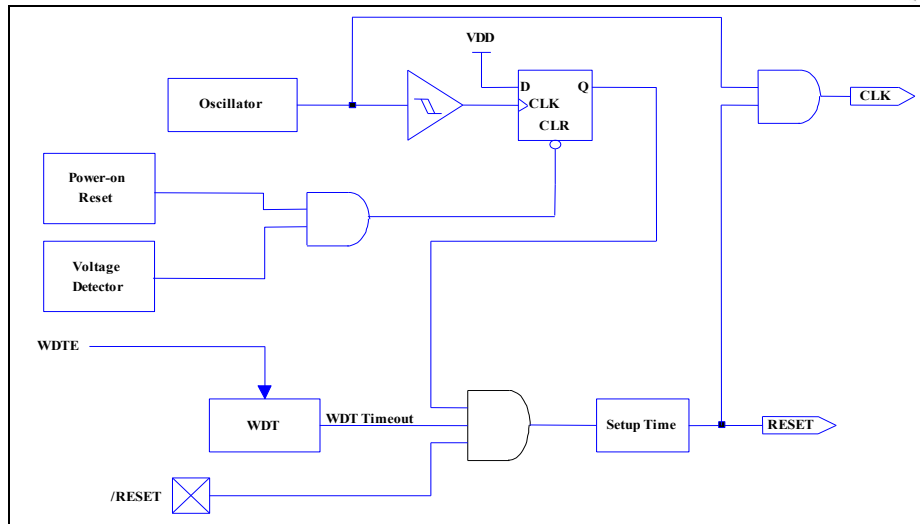 VDD
Oscillator
D
Q
CLK
CLR
CLK
Power-on
Reset
Voltage
Detector
WDTE
WDT
WDT Timeout
Setup Time
RESET
/RESET